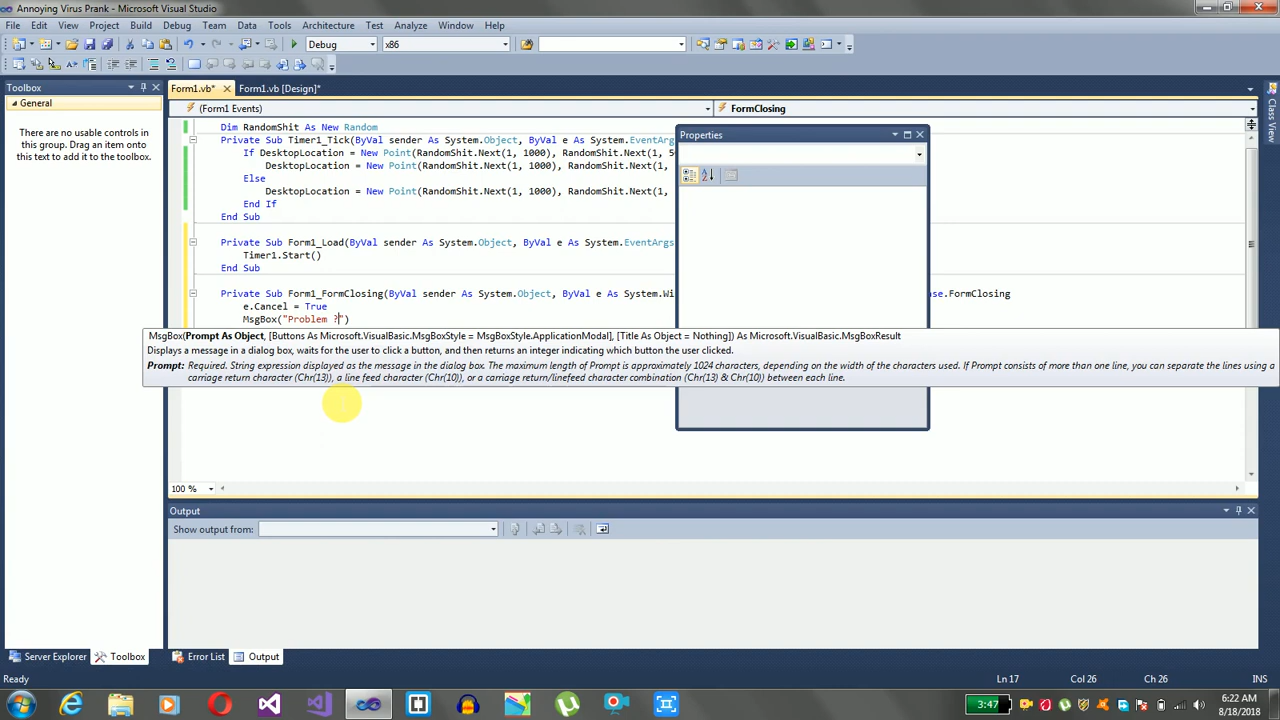 Annoying Virus Prank - Microsoft Visual Studio
File Edit View Project Build Debug Team Data Tools Architecture Test Analyze Window Help
Debug x86
Toolbox
Form1.vb* Form1.vb [Design]*
General
(Form1 Events) FormClosing
There are no usable controls in
this group. Drag an item onto
this text to add it to the toolbox.
Dim RandomShit As New Random
Private Sub Timer1_Tick(ByVal sender As System.Object, ByVal e As System.EventArgs
If DesktopLocation = New Point(RandomShit.Next(1, 1000), RandomShit.Next(1, 5
DesktopLocation = New Point(RandomShit.Next(1, 1000), RandomShit.Next(1,
Else
DesktopLocation = New Point(RandomShit.Next(1, 1000), RandomShit.Next(1,
End If
End Sub
Private Sub Form1_Load(ByVal sender As System.Object, ByVal e As System.EventArgs
Timer1.Start()
End Sub
Private Sub Form1_FormClosing(ByVal sender As System.Object, ByVal e As System.Wi
ase.FormClosing
e.Cancel = True
MsgBox("Problem ?")
Properties
MsgBox(Prompt As Object, [Buttons As Microsoft.VisualBasic.MsgBoxStyle = MsgBoxStyle.ApplicationModal], [Title As Object = Nothing]) As Microsoft.VisualBasic.MsgBoxResult
Displays a message in a dialog box, waits for the user to click a button, and then returns an integer indicating which button the user clicked.
Prompt: Required. String expression displayed as the message in the dialog box. The maximum length of Prompt is approximately 1024 characters, depending on the width of the characters used. If Prompt consists of more than one line, you can separate the lines using a
carriage return character (Chr(13)), a line feed character (Chr(10)), or a carriage return/linefeed character combination (Chr(13) & Chr(10)) between each line.
Class View
100 %
Output
Show output from:
Server Explorer Toolbox Error List Output
Ready Ln 17 Col 26 Ch 26 INS
3:47
6:22 AM
8/18/2018